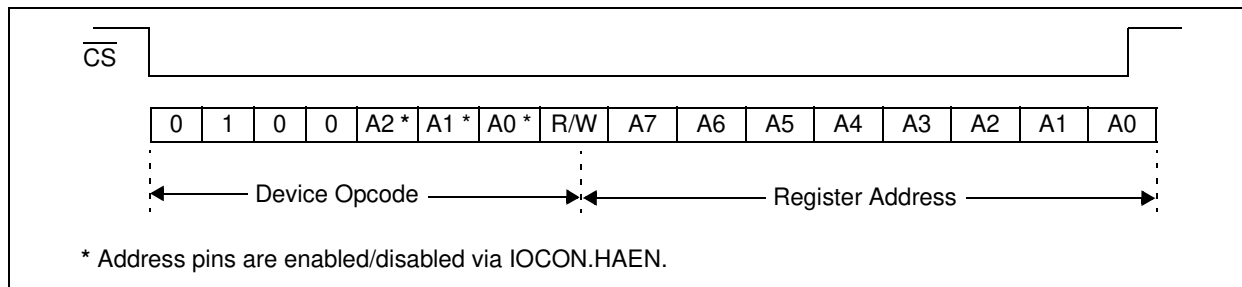 CS
0 1 0 0 A2 * A1 * A0 * R/W A7 A6 A5 A4 A3 A2 A1 A0
Device Opcode Register Address
* Address pins are enabled/disabled via IOCON.HAEN.